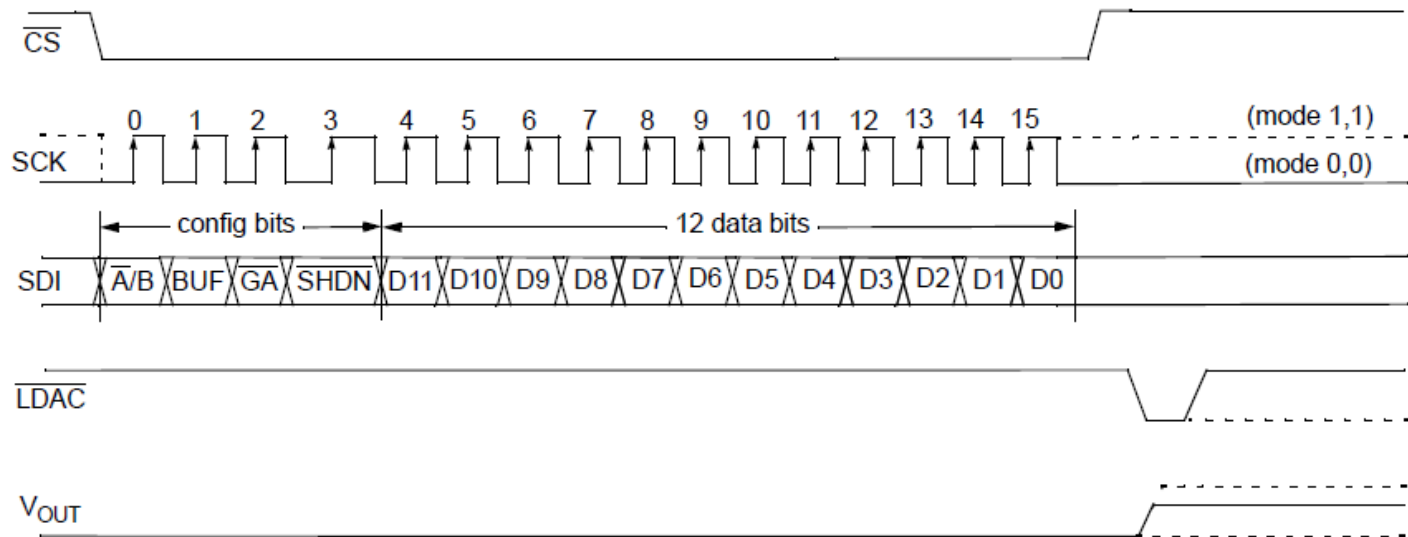 CS
0 1 2 3 4 5 6 7 8 9 10 11 12 13 14 15 (mode 1,1)
SCK (mode 0,0)
config bits 12 data bits
SDI A/B BUF GA SHDN D11 D10 D9 D8 D7 D6 D5 D4 D3 D2 D1 D0
LDAC
VOUT